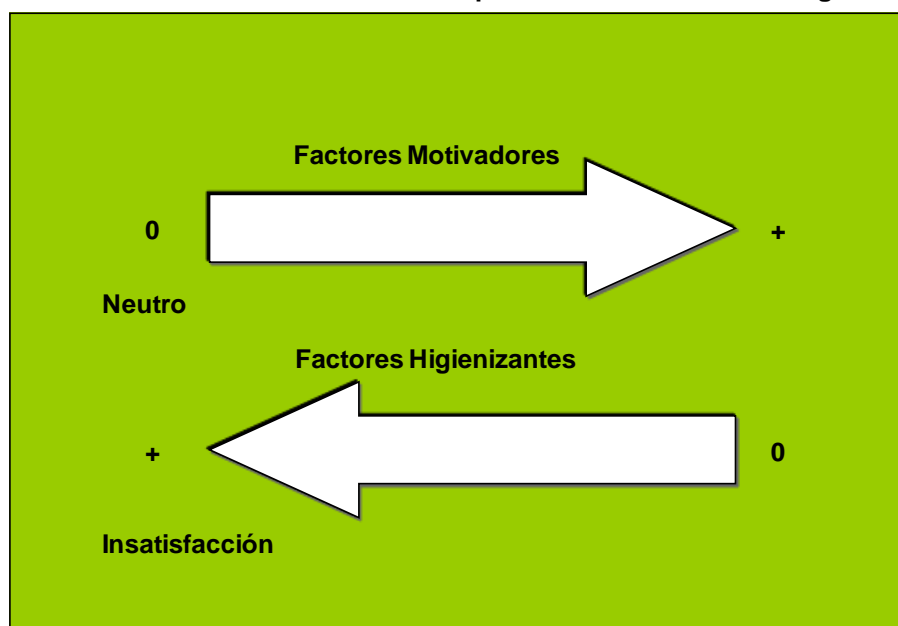 Factores Motivadores
0 +
Neutro
Factores Higienizantes
+ 0
Insatisfacción